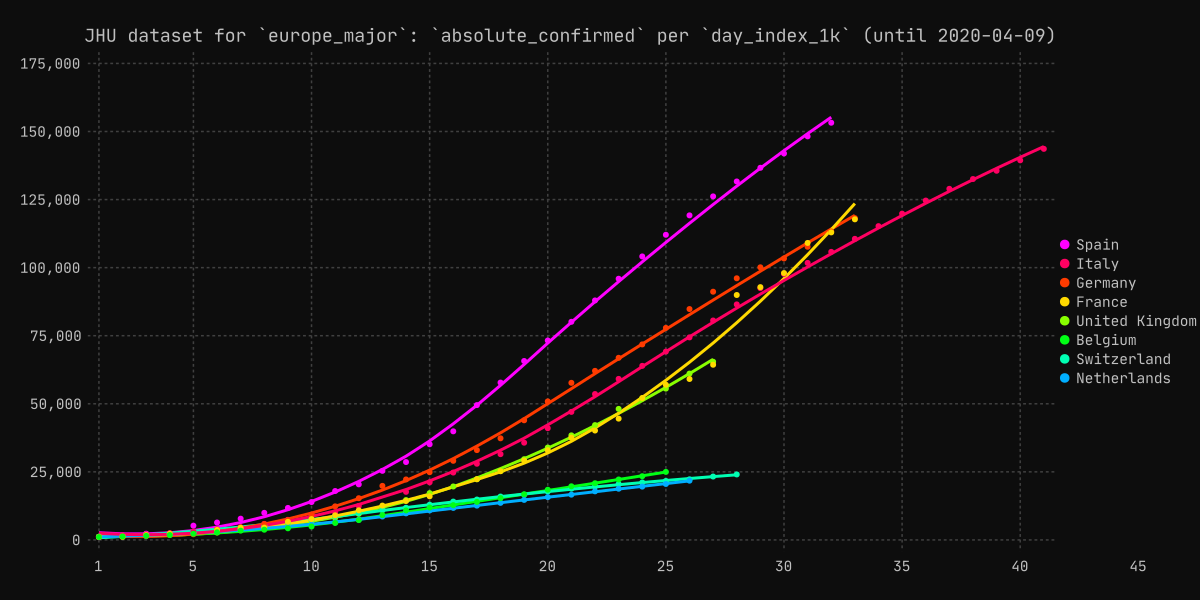 JHU dataset for `europe_major`: `absolute_confirmed` per `day_index_1k` (until 2020-04-09)
175,000
150,000
125,000
100,000
75,000
50,000
25,000
0
1 5 10 15 20 25 30 35 40 45
Spain
Italy
Germany
France
United Kingdom
Belgium
Switzerland
Netherlands